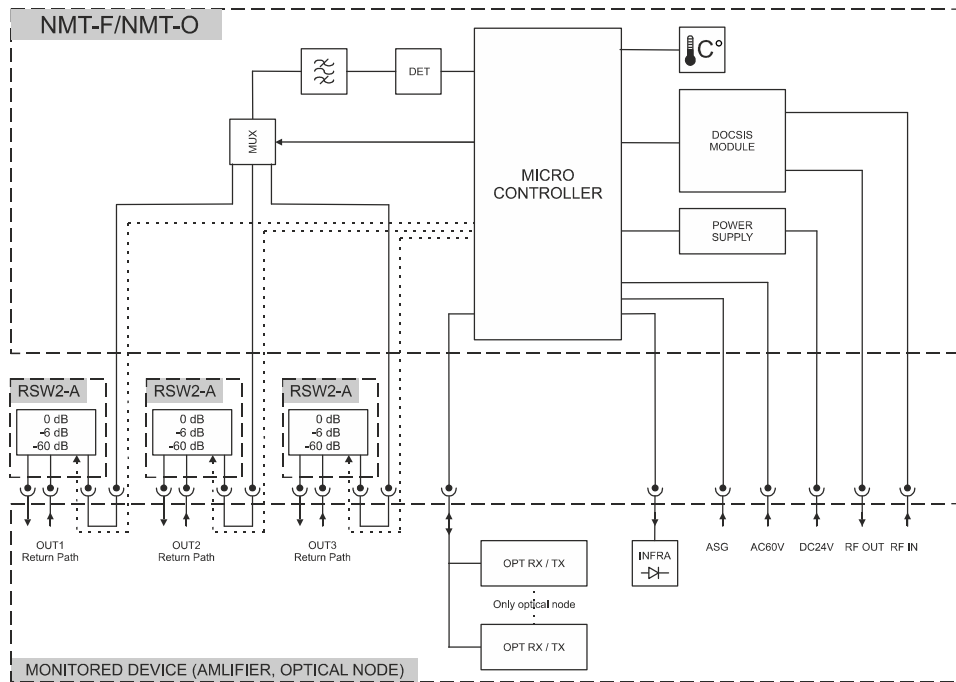 NMT-F/NMT-O
C°
DET
MUX
MICRO
CONTROLLER
DOCSIS
MODULE
POWER
SUPPLY
RSW2-A
0 dB
-6 dB
-60 dB
RSW2-A
0 dB
-6 dB
-60 dB
RSW2-A
0 dB
-6 dB
-60 dB
OUT1
Return Path
OUT2
Return Path
OUT3
Return Path
OPT RX / TX
Only optical node
OPT RX / TX
INFRA
ASG
AC60V
DC24V
RF OUT
RF IN
MONITORED DEVICE (AMLIFIER, OPTICAL NODE)